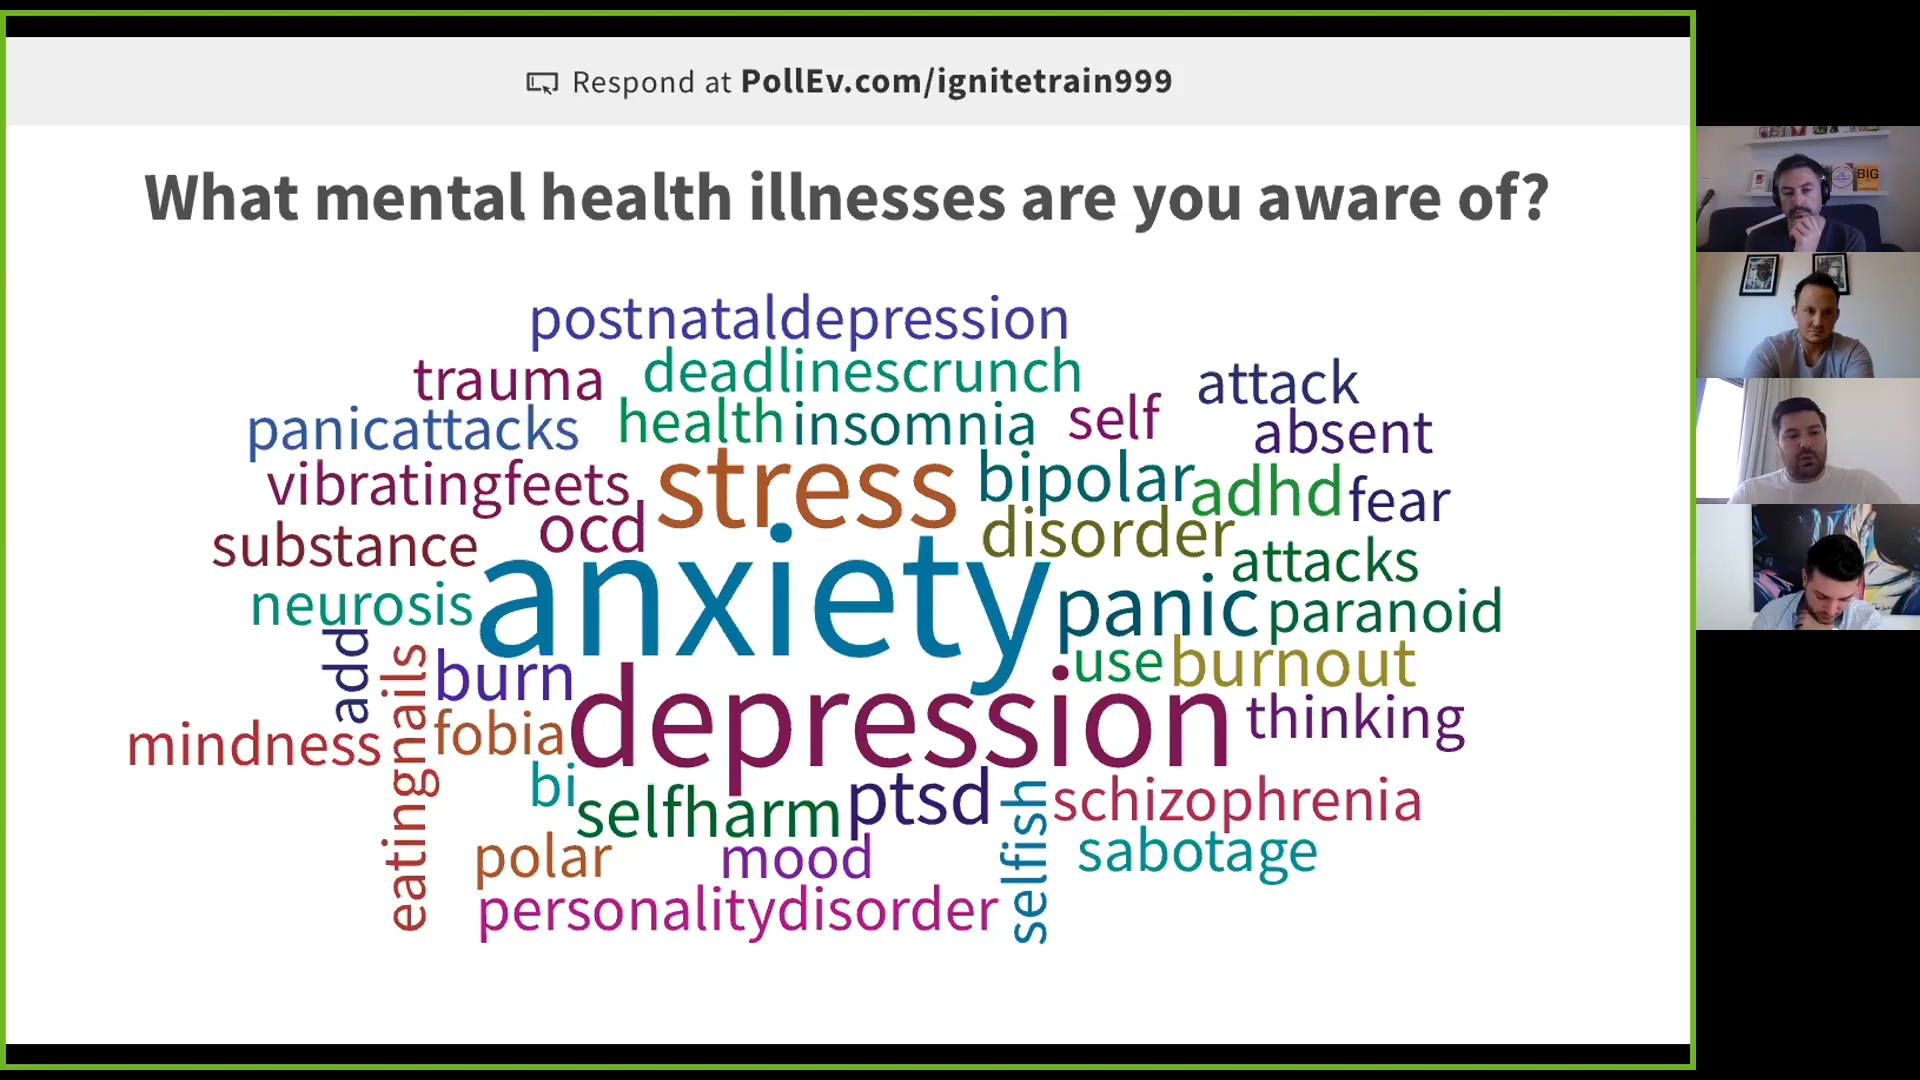 Respond at PollEv.com/ignitetrain999
What mental health illnesses are you aware of?
postnataldepression
trauma deadlinescrunch attack
panicattacks health insomnia self absent
vibratingfeets stress bipolar adhd fear
substance ocd disorder attacks
neurosis anxiety panic paranoid
add eatingnails burn use burnout
mindness fobia depression thinking
bi selfharm ptsd selfish schizophrenia
polar mood sabotage
personalitydisorder
BIG